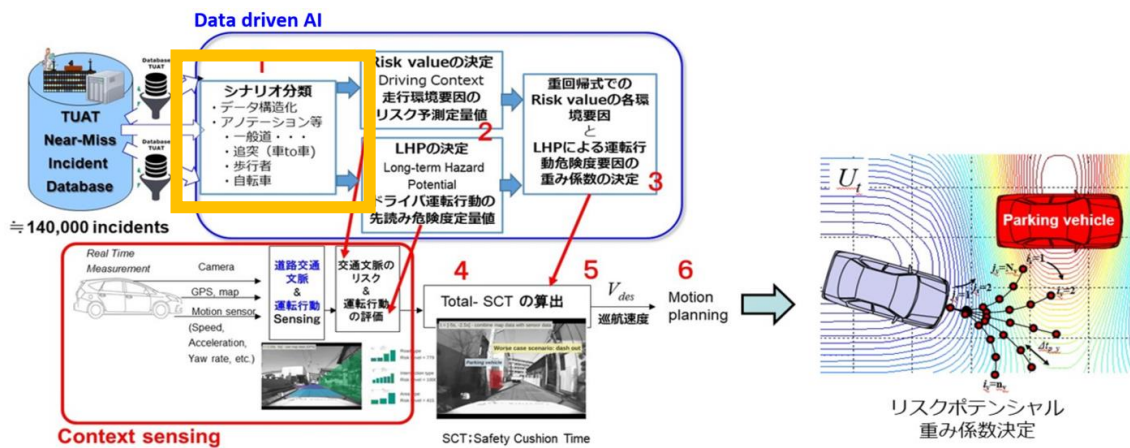 Data driven AI
Database
TUAT
Database
TUAT
TUAT
Near-Miss
Incident
Database
≒140,000 incidents
1
シナリオ分類
・データ構造化
・アノテーション等
・一般道・・・
・追突（車to車）
・歩行者
・自転車
Risk valueの決定
Driving Context
走行環境要因の
リスク予測定量値
2
LHPの決定
Long-term Hazard
Potential
ドライバ運転行動の
先読み危険度定量値
重回帰式での
Risk valueの各環
境要因
と
LHPによる運転行
動危険度要因の
重み係数の決定
3
Real Time
Measurement
Camera
GPS, map
Motion sensor
(Speed,
Acceleration,
Yaw rate, etc.)
道路交通
文脈
&
運転行動
Sensing
交通文脈の
リスク
&
運転行動
の評価
4
Total- SCT の算出
5
Vdes
巡航速度
6
Motion
planning
Worse case scenario: dash out
Parking vehicle
Context sensing
SCT：Safety Cushion Time
Ut
Parking vehicle
リスクポテンシャル
重み係数決定